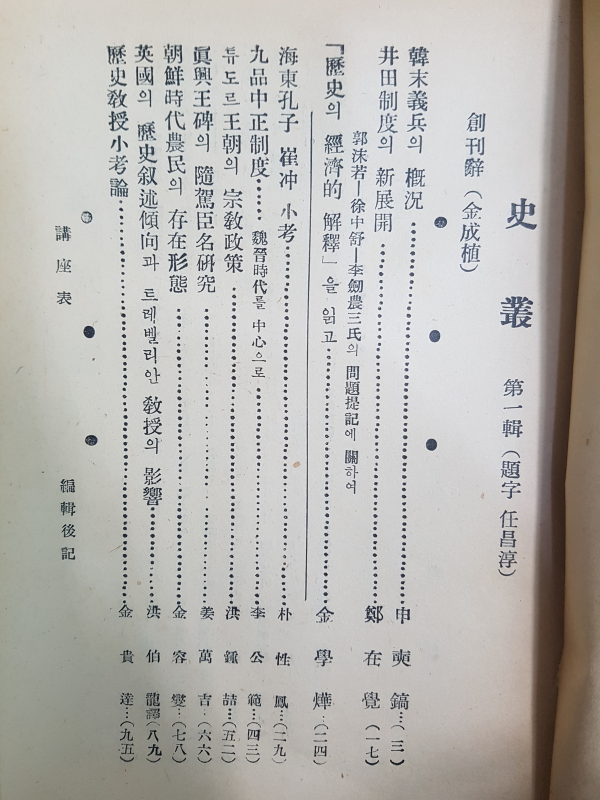 史叢 第一輯 (題字 任昌淳)
創刊辭 (金成植)
韓末義兵의 槪況……申奭鎬…(三)
井田制度의 新展開……鄭在覺(一七)
郭沫若—徐中舒—李劍農三氏의 問題提記에 關하여
「歷史의 經濟的 解釋」을 읽고……金學燁…(二四)
海東孔子 崔冲 小考……朴性鳳…(二九)
九品中正制度…… 魏晉時代를 中心으로……李公範…(四三)
튜도르王朝의 宗敎政策……洪鍾喆…(五二)
眞興王碑의 隨駕臣名硏究……姜萬吉…(六六)
朝鮮時代農民의 存在形態……金容燮…(七八)
英國의 歷史叙述傾向과 트레벨리안 敎授의 影響……洪伯龍譯(八九)
歷史敎授小考論……金貴達…(九五)
講座表
編輯後記